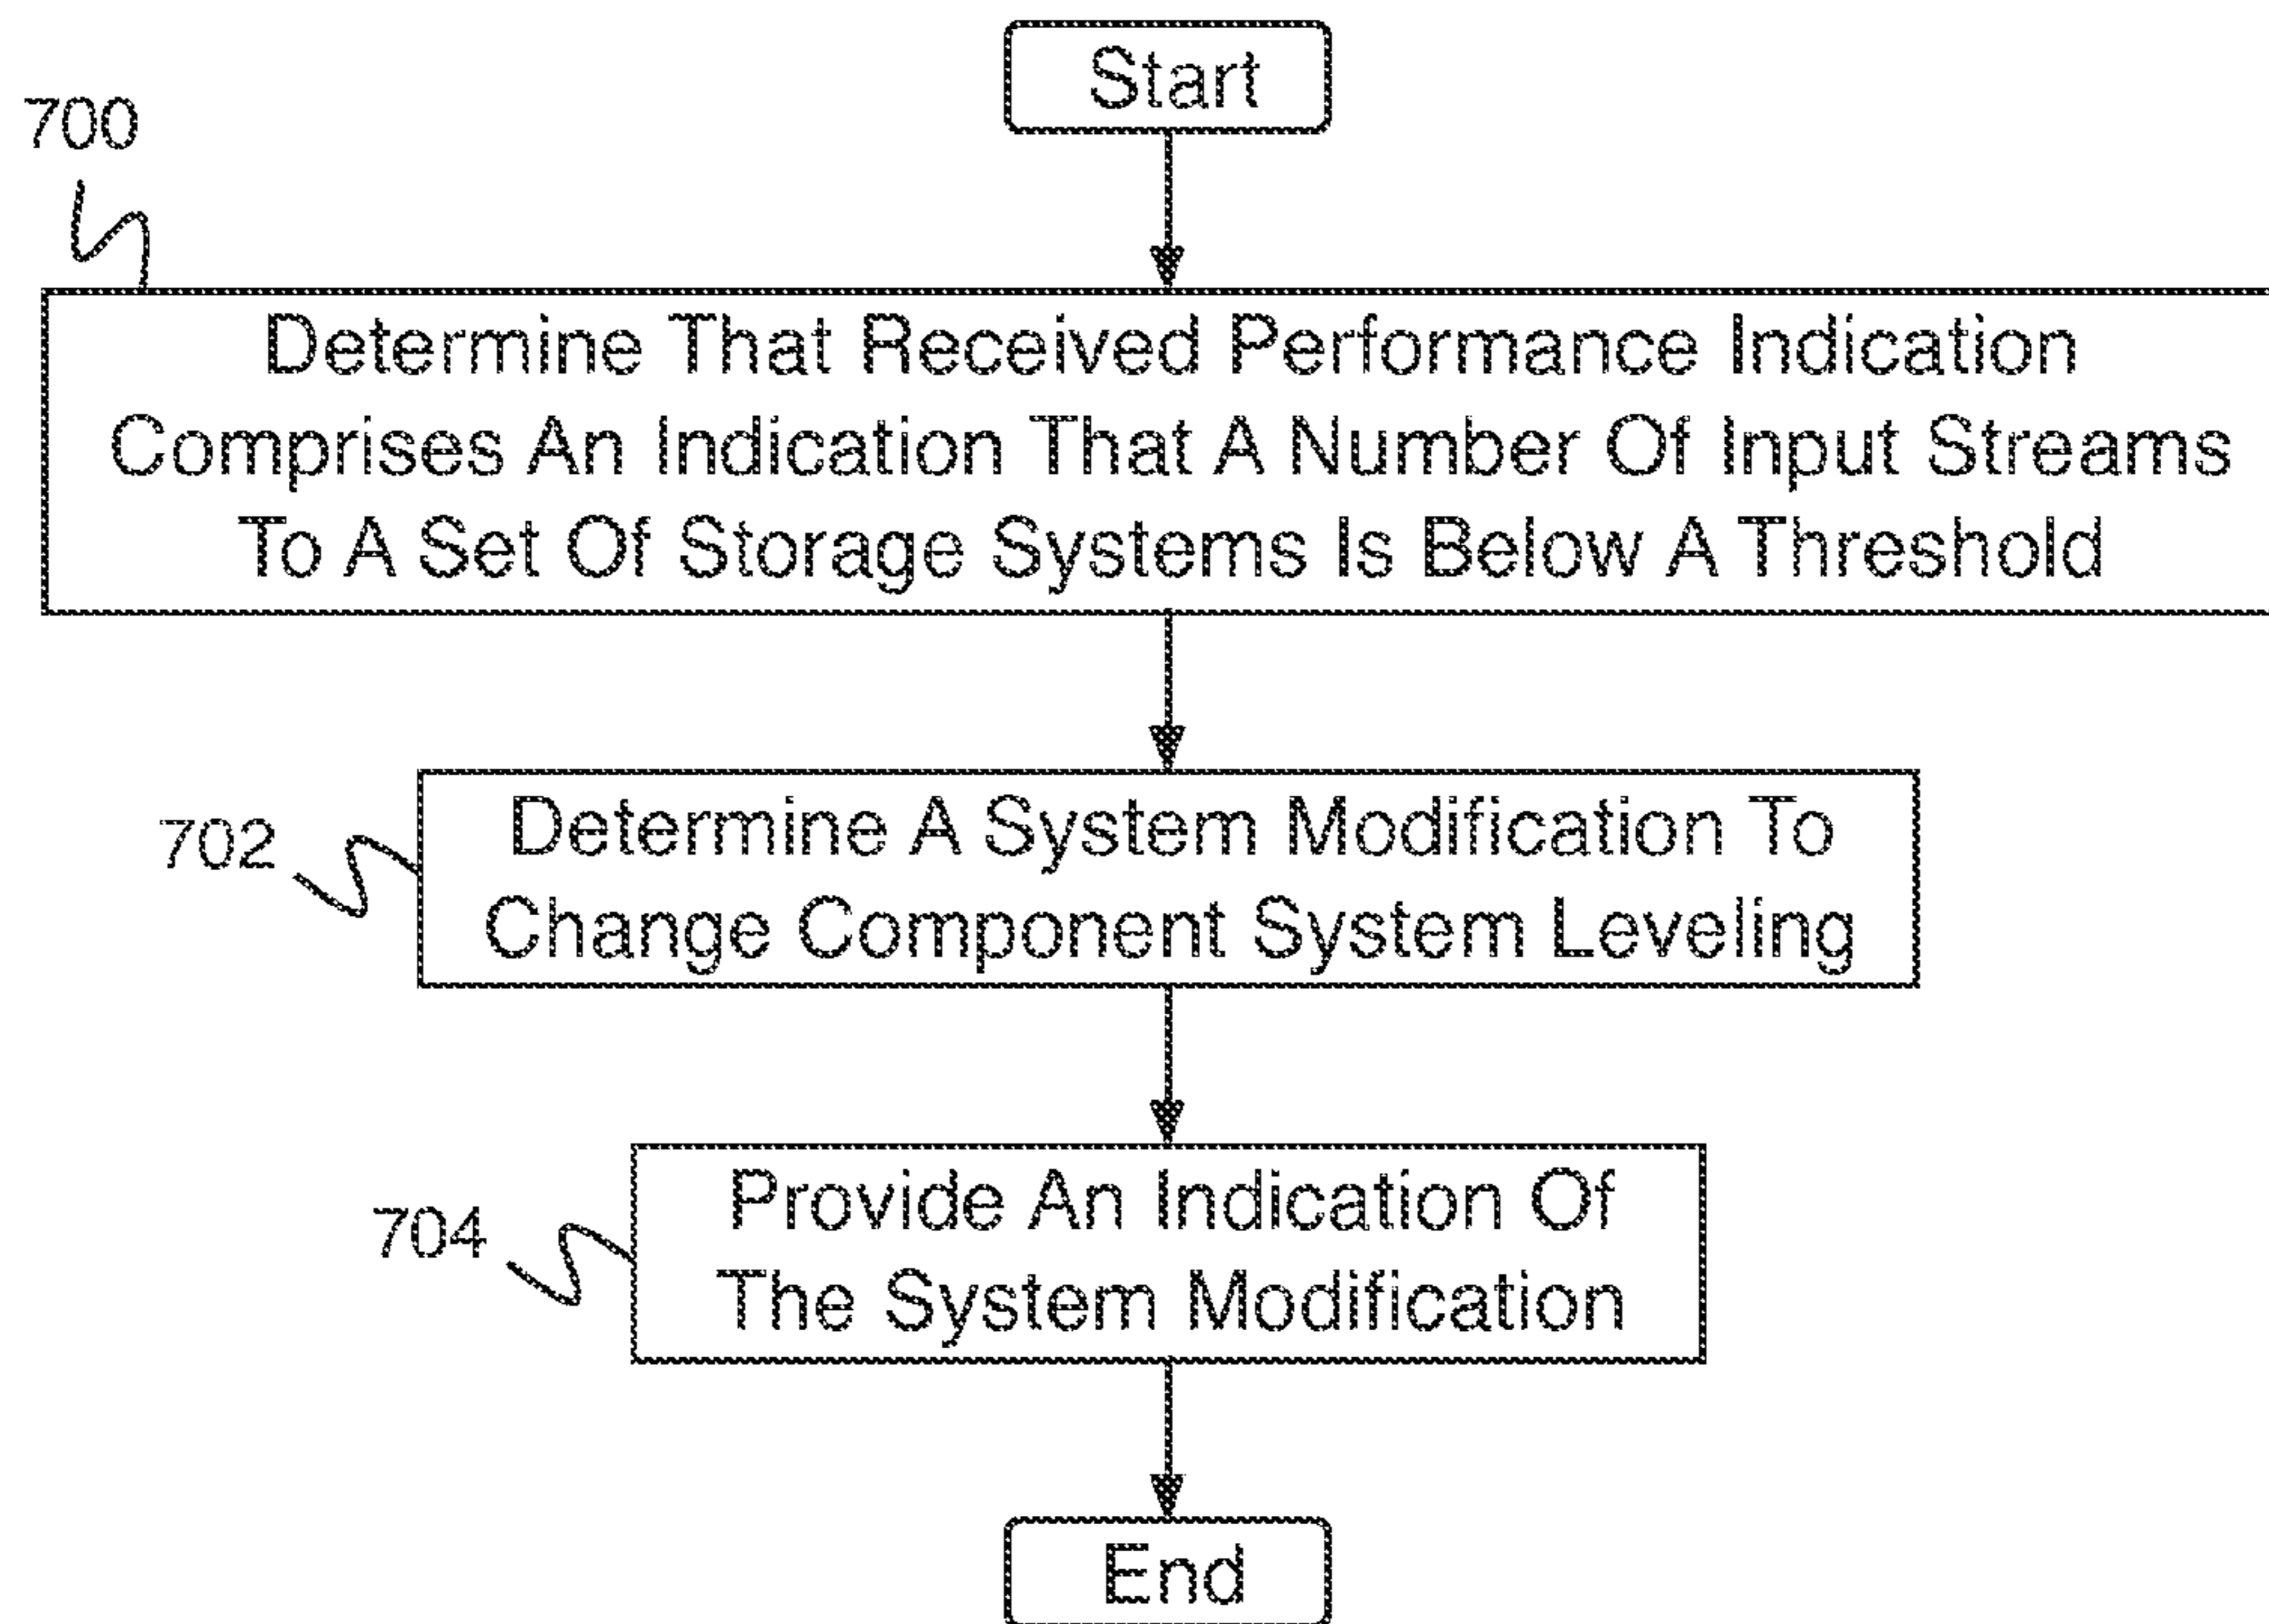 Start
700
Determine That Received Performance Indication
Comprises An Indication That A Number Of Input Streams
To A Set Of Storage Systems Is Below A Threshold
702
Determine A System Modification To
Change Component System Leveling
704
Provide An Indication Of
The System Modification
End